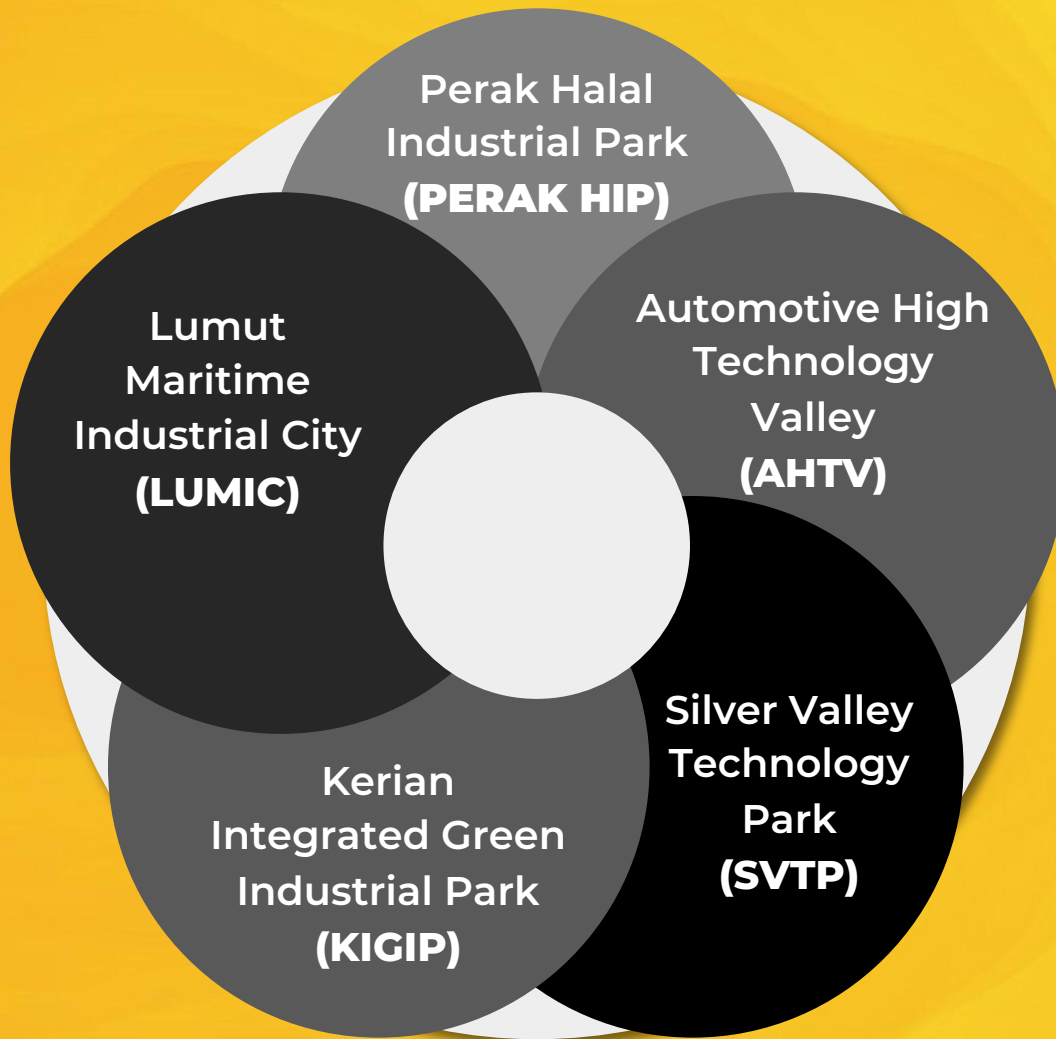 Perak Halal
Industrial Park
(PERAK HIP)
Automotive High
Technology
Valley
(AHTV)
Silver Valley
Technology
Park
(SVTP)
Kerian
Integrated Green
Industrial Park
(KIGIP)
Lumut
Maritime
Industrial City
(LUMIC)